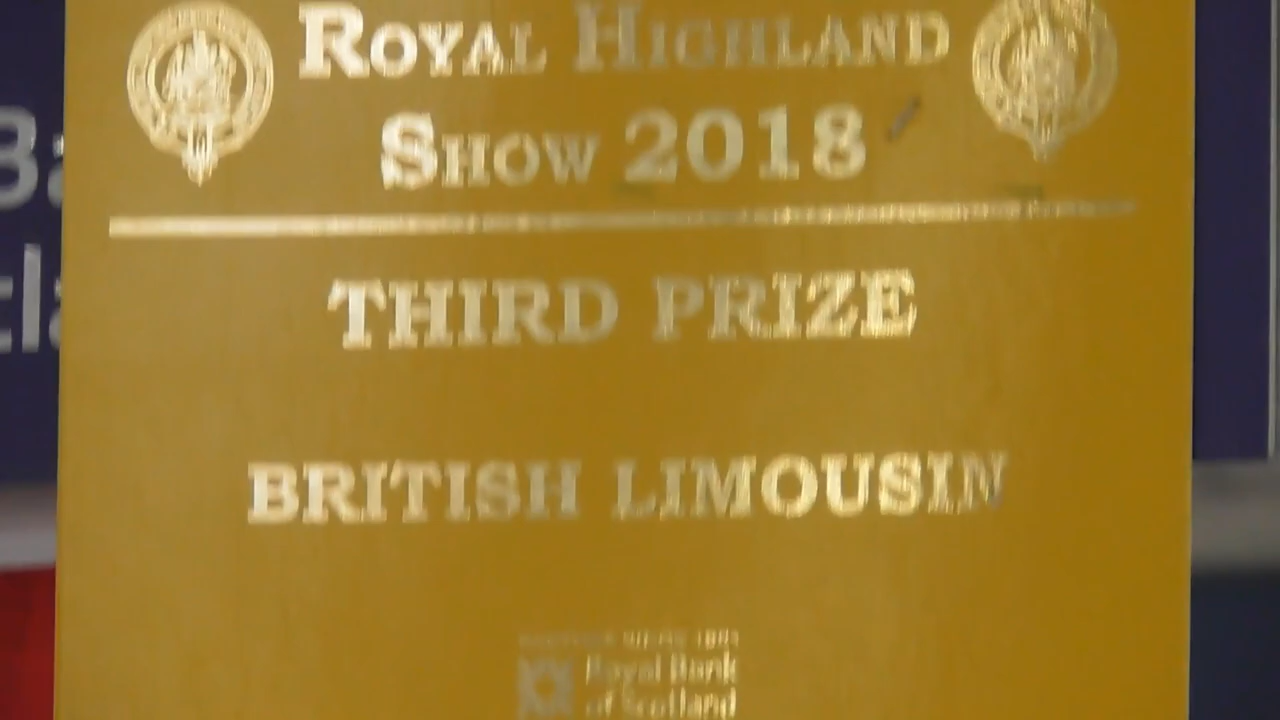 Royal Highland
Show 2018
THIRD PRIZE
BRITISH LIMOUSIN
Royal Bank
of Scotland